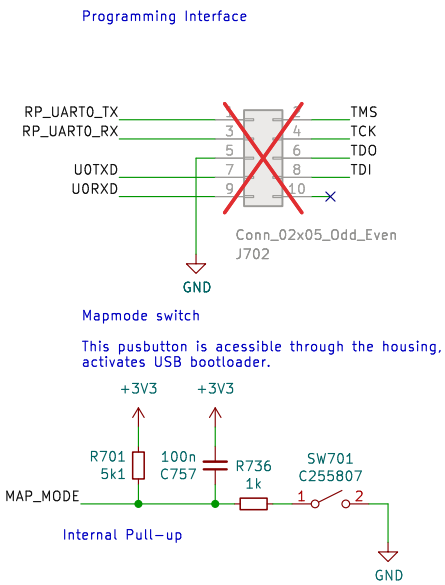 Programming Interface
RP_UART0_TX 1 2 TMS
RP_UART0_RX 3 4 TCK
5 6 TDO
U0TXD 7 8 TDI
U0RXD 9 10
Conn_02x05_Odd_Even
J702
GND
Mapmode switch
This pusbutton is acessible through the housing,
activates USB bootloader.
+3V3 +3V3
R701 100n R736 SW701
5k1 C757 1k C255807
MAP_MODE 1 2
Internal Pull-up
GND